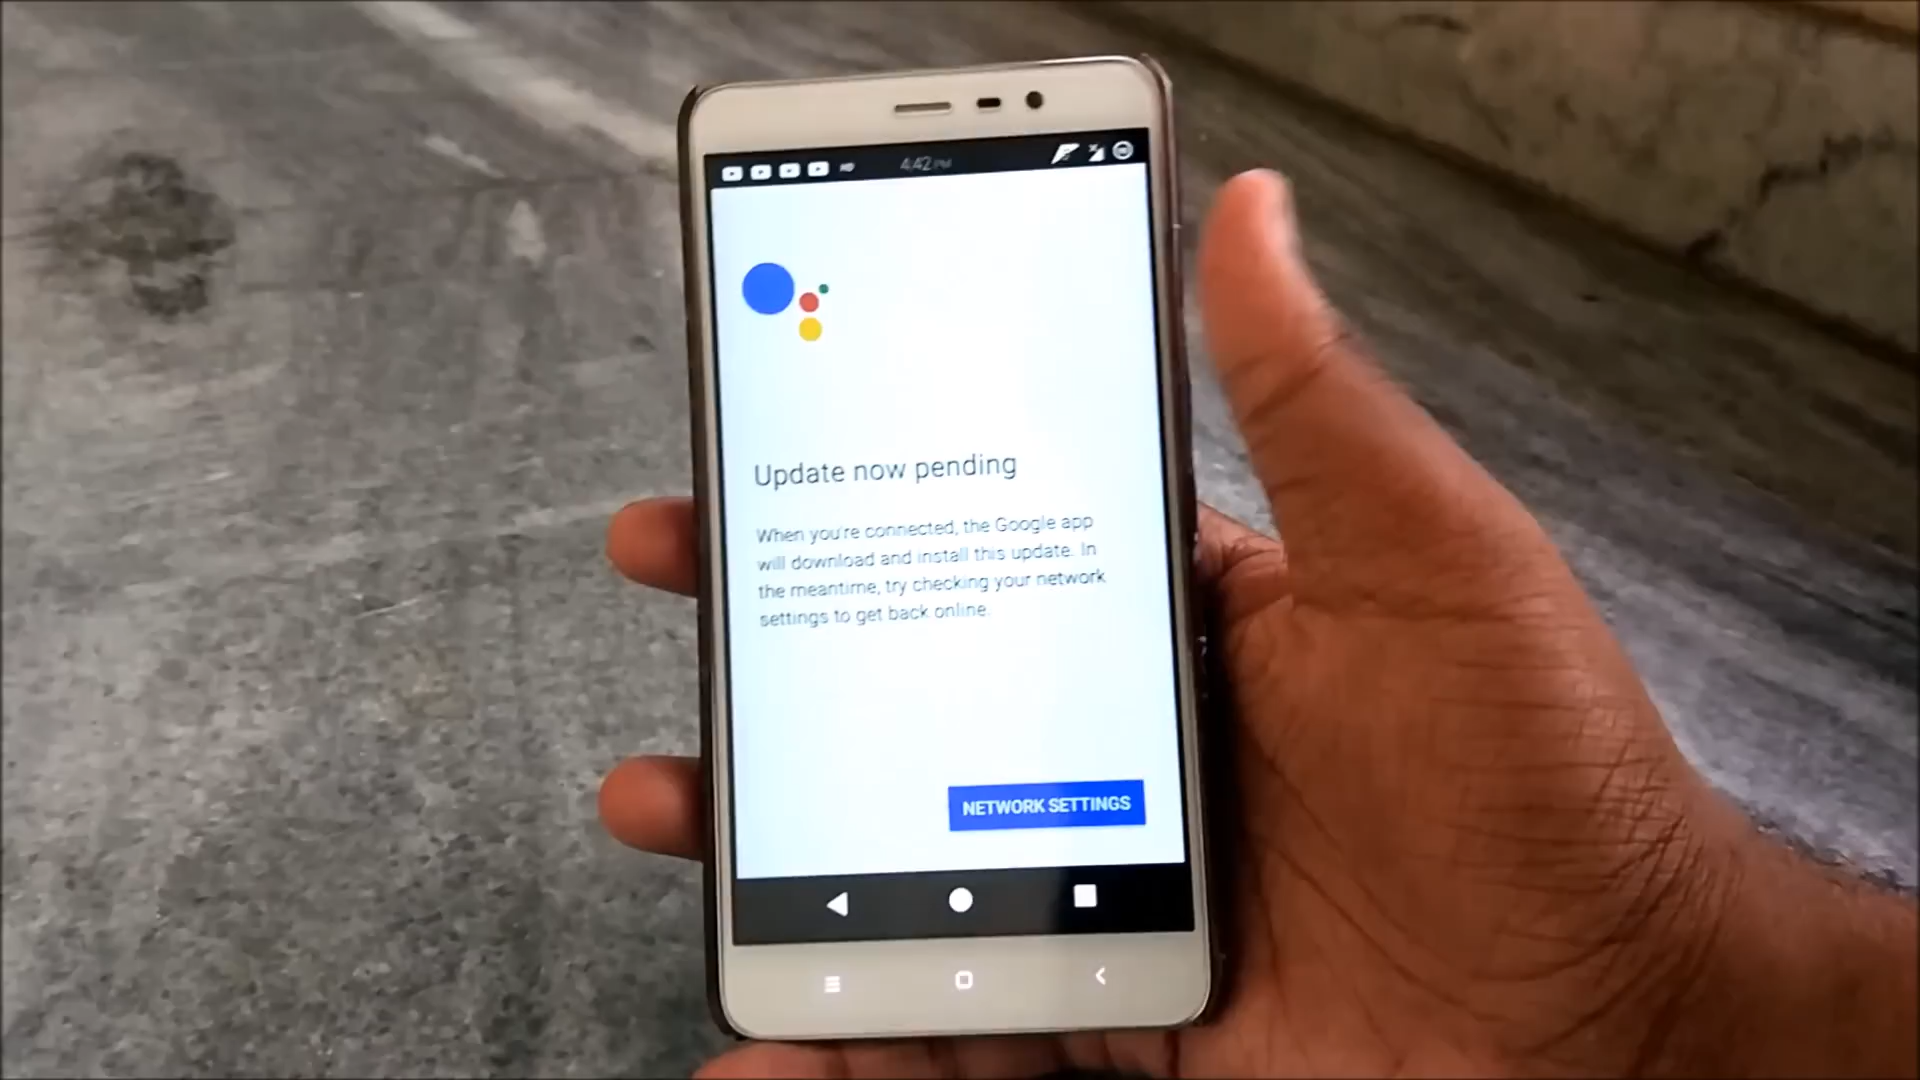 4:42 PM
Update now pending
When you're connected, the Google app
will download and install this update. In
the meantime, try checking your network
settings to get back online.
NETWORK SETTINGS